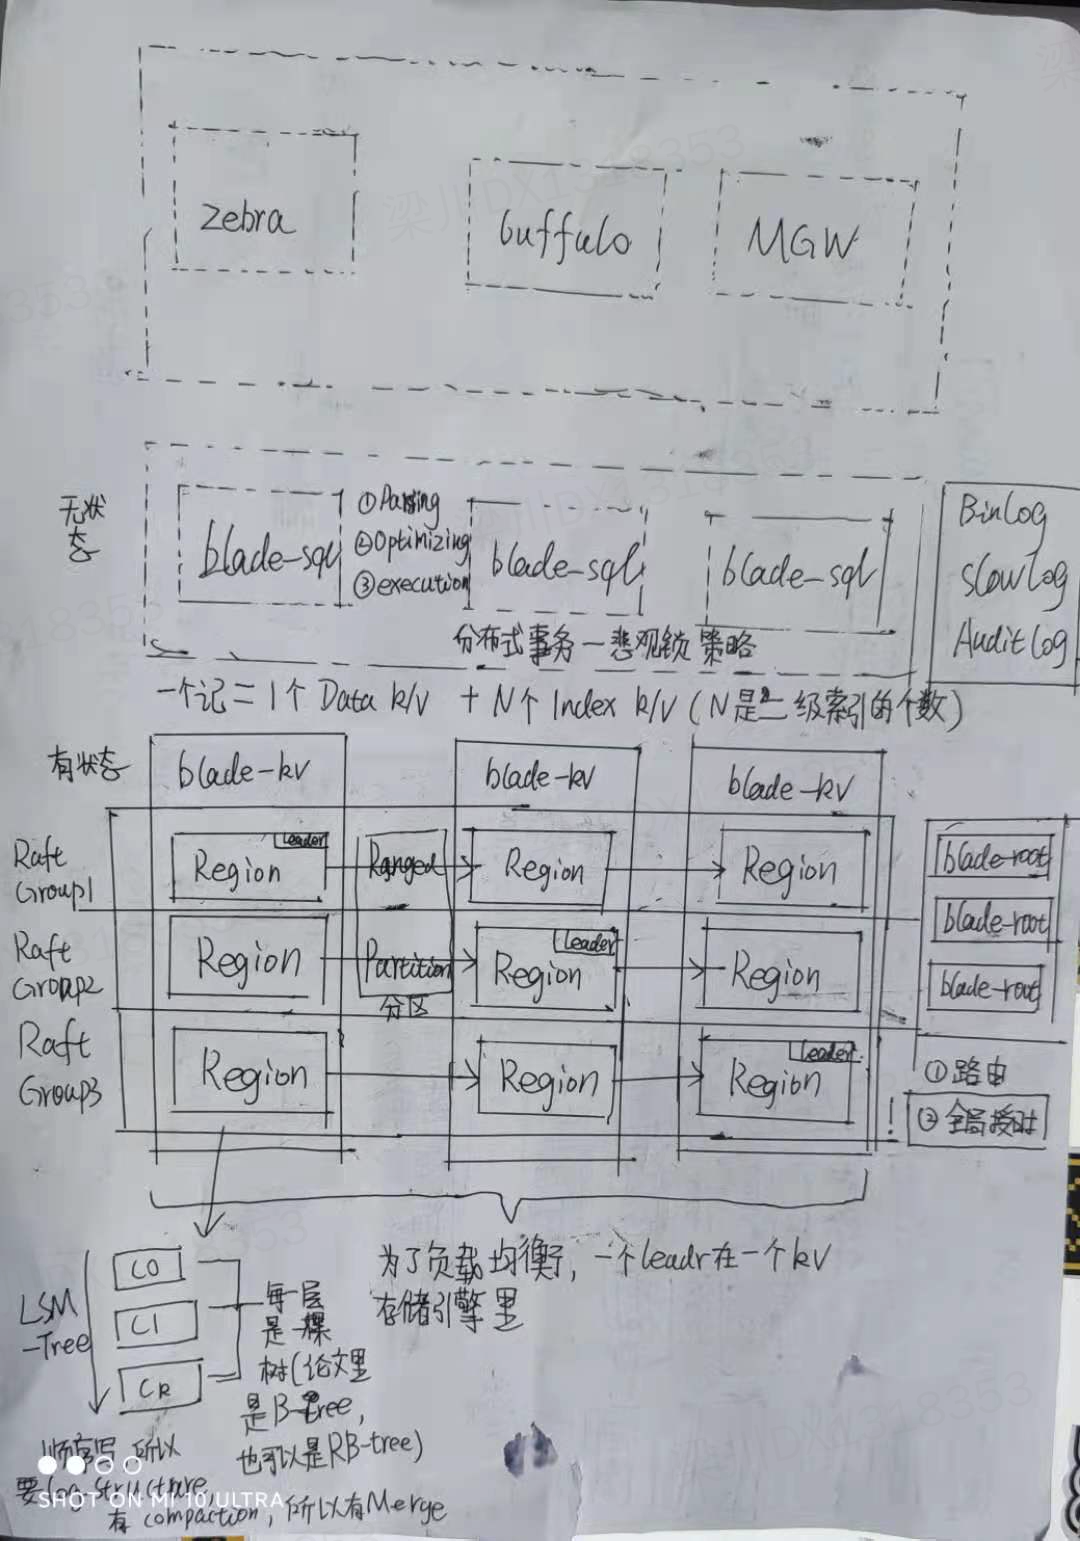 zebra
buffalo
MGW
无状态
blade-sql
①Parsing
②Optimizing
③execution
blade-sql
blade-sql
分布式事务一悲观锁策略
BinLog
SlowLog
AuditLog
一个记 = 1个 Data k/v + N个 Index k/v (N是二级索引的个数)
有状态
blade-kv
blade-kv
blade-kv
Raft Group1
Region
Leader
Ranged
Region
Region
blade-root
Raft Group2
Region
Partition
分区
Region
Leader
Region
blade-root
blade-root
Raft Group3
Region
Region
Region
Leader
①路由
②全局授时
为了负载均衡,一个leadr在一个kv
存储引擎里
LSM
-Tree
C0
C1
CR
每一层
是一棵
树(论文里
是B-tree,
也可以是RB-tree)
顺序写 所以
要log-structure,
有 compaction, 所以有Merge
SHOT ON MI 10 ULTRA